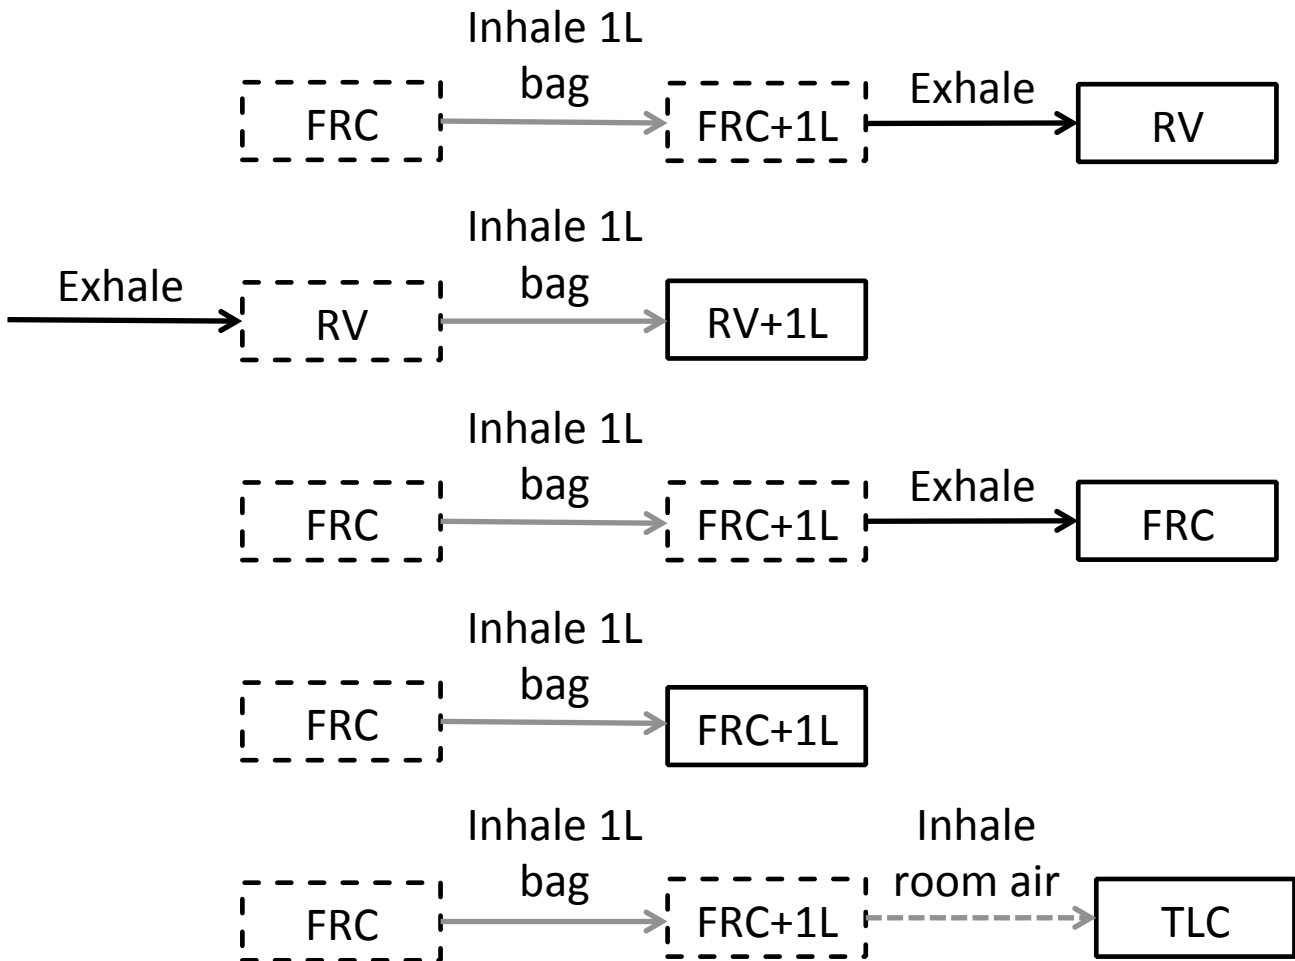 Inhale 1L
bag
Exhale
FRC
FRC+1L
RV
Inhale 1L
bag
Exhale
RV
RV+1L
Inhale 1L
bag
Exhale
FRC
FRC+1L
FRC
Inhale 1L
bag
FRC
FRC+1L
Inhale 1L
bag
Inhale
room air
FRC
FRC+1L
TLC